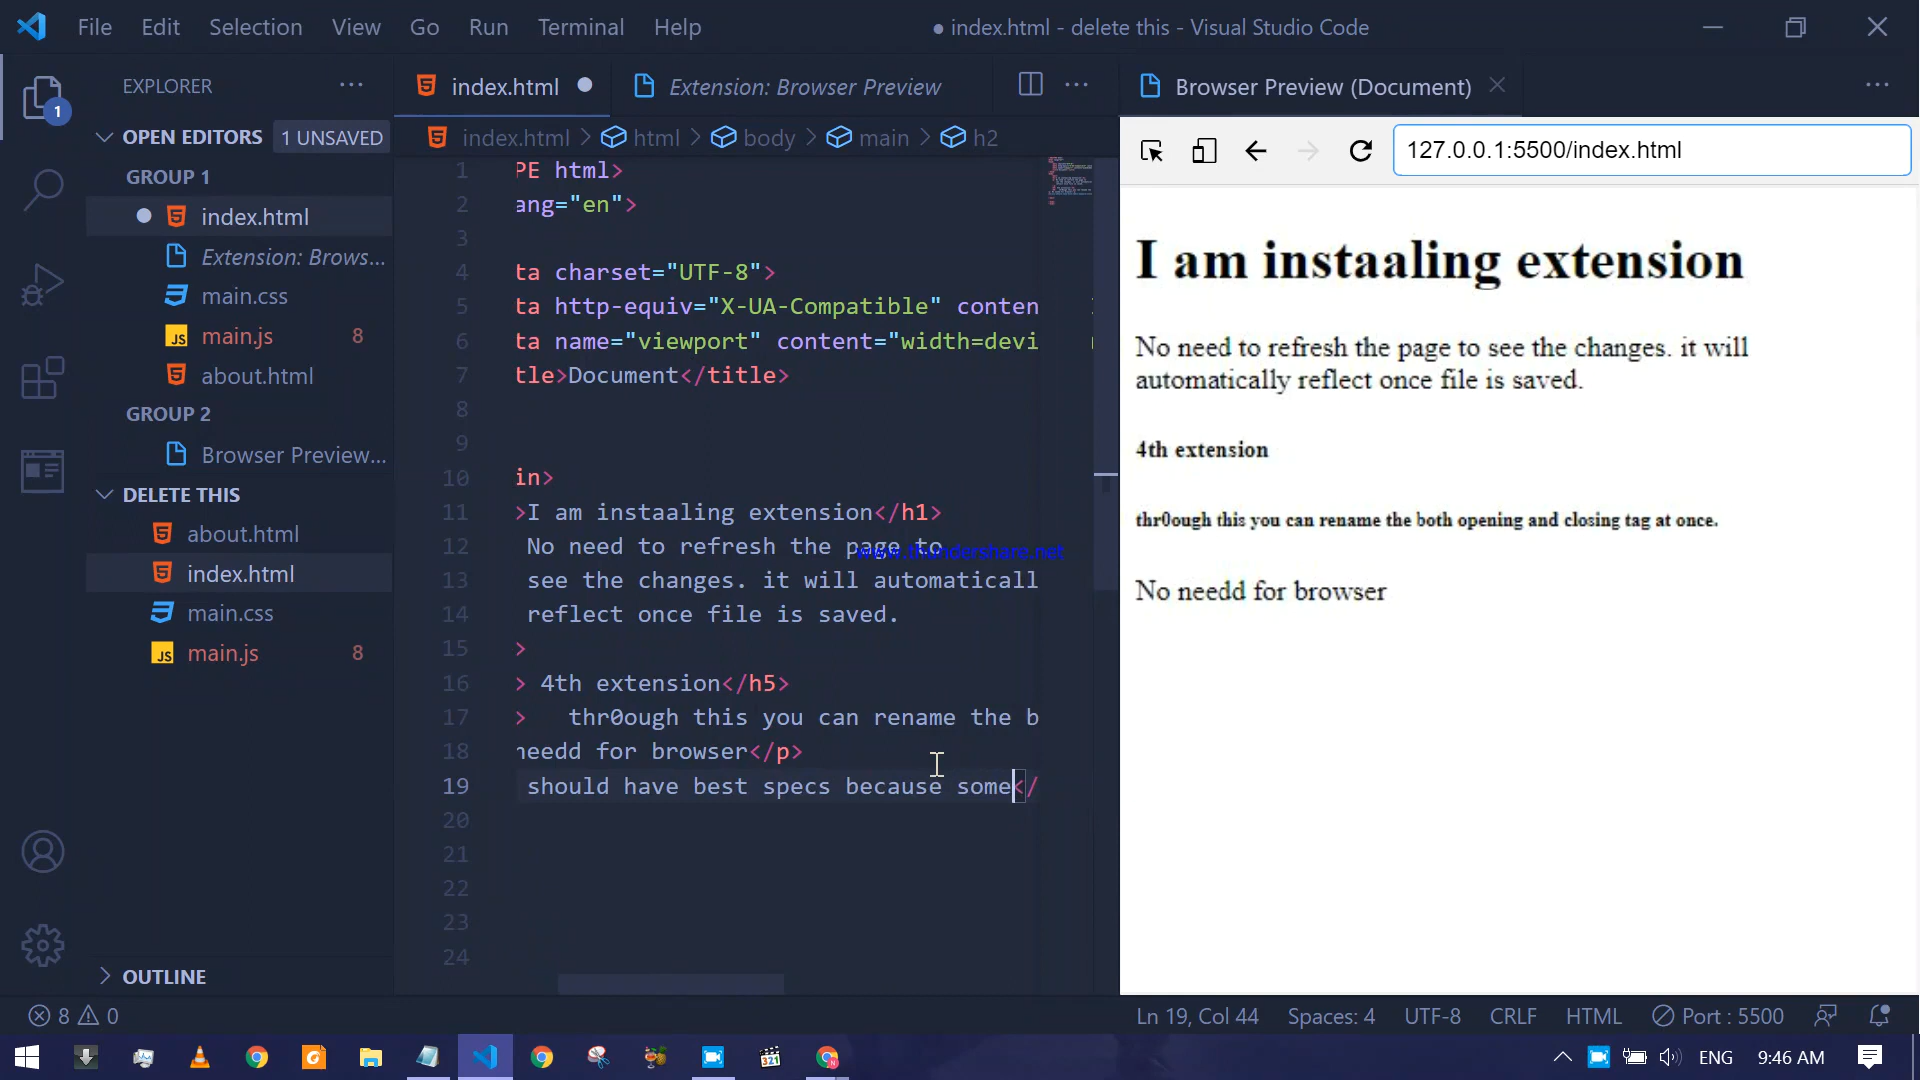 File Edit Selection View Go Run Terminal Help
● index.html - delete this - Visual Studio Code
EXPLORER
OPEN EDITORS 1 UNSAVED
GROUP 1
index.html
Extension: Brows...
main.css
main.js 8
about.html
GROUP 2
Browser Preview...
DELETE THIS
about.html
index.html
main.css
main.js 8
OUTLINE
1
index.html
Extension: Browser Preview
index.html > html > body > main > h2
1 PE html>
2 ang="en">
3
4 ta charset="UTF-8">
5 ta http-equiv="X-UA-Compatible" conten
6 ta name="viewport" content="width=devi
7 tle>Document</title>
8
9
10 in>
11 >I am instaaling extension</h1>
12 No need to refresh the page to
www.thundershare.net
13 see the changes. it will automaticall
14 reflect once file is saved.
15 >
16 > 4th extension</h5>
17 > thr0ough this you can rename the b
18 needd for browser</p>
19 should have best specs because some</
20
21
22
23
24
Browser Preview (Document)
127.0.0.1:5500/index.html
I am instaaling extension
No need to refresh the page to see the changes. it will
automatically reflect once file is saved.
4th extension
thr0ough this you can rename the both opening and closing tag at once.
No needd for browser
8 0
Ln 19, Col 44 Spaces: 4 UTF-8 CRLF HTML Port : 5500
321
ENG 9:46 AM